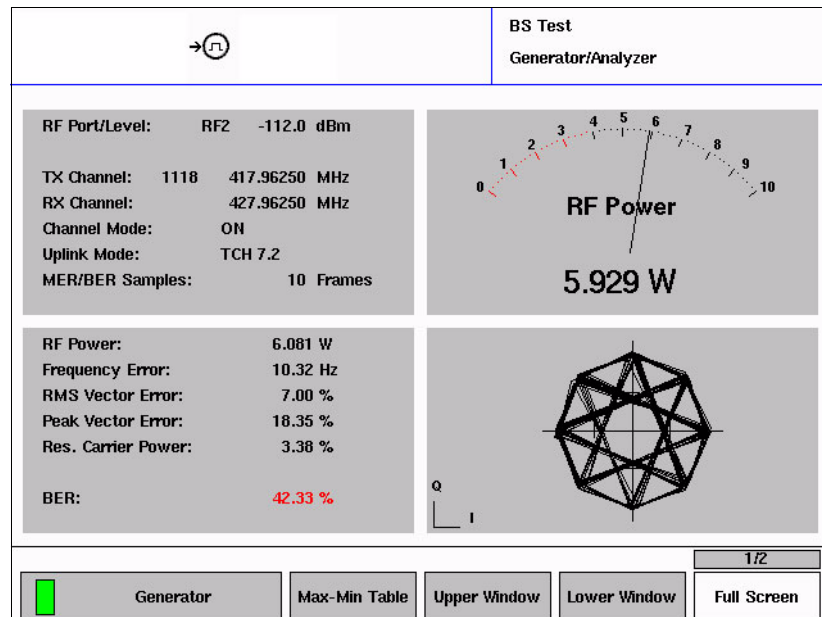 BS Test
Generator/Analyzer
RF Port/Level: RF2 -112.0 dBm
TX Channel: 1118 417.96250 MHz
RX Channel: 427.96250 MHz
Channel Mode: ON
Uplink Mode: TCH 7.2
MER/BER Samples: 10 Frames
0 1 2 3 4 5 6 7 8 9 10
RF Power
5.929 W
RF Power: 6.081 W
Frequency Error: 10.32 Hz
RMS Vector Error: 7.00 %
Peak Vector Error: 18.35 %
Res. Carrier Power: 3.38 %
BER: 42.33 %
Q
I
1/2
Generator
Max-Min Table
Upper Window
Lower Window
Full Screen